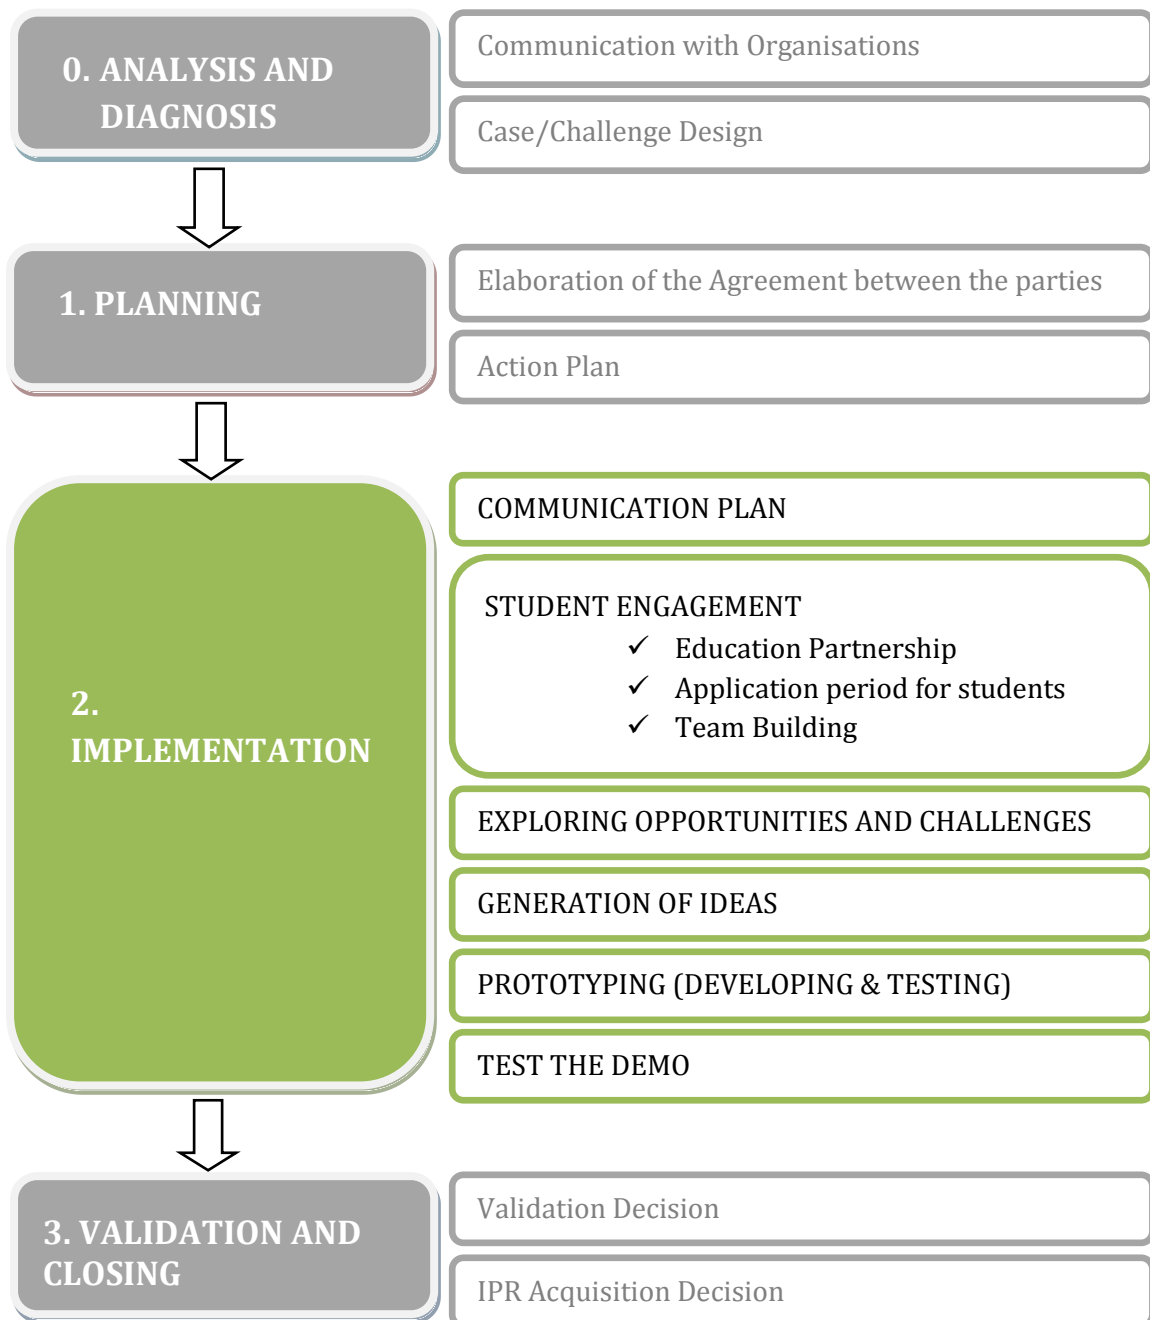 0. ANALYSIS AND
DIAGNOSIS
Communication with Organisations
Case/Challenge Design
1. PLANNING
Elaboration of the Agreement between the parties
Action Plan
2.
IMPLEMENTATION
COMMUNICATION PLAN
STUDENT ENGAGEMENT
✓ Education Partnership
✓ Application period for students
✓ Team Building
EXPLORING OPPORTUNITIES AND CHALLENGES
GENERATION OF IDEAS
PROTOTYPING (DEVELOPING & TESTING)
TEST THE DEMO
3. VALIDATION AND
CLOSING
Validation Decision
IPR Acquisition Decision